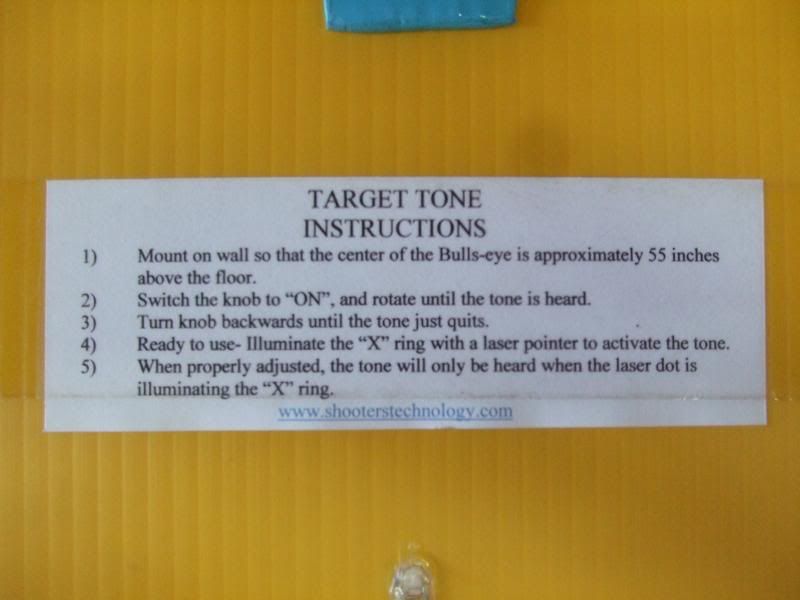 TARGET TONE
INSTRUCTIONS
1) Mount on wall so that the center of the Bulls-eye is approximately 55 inches
above the floor.
2) Switch the knob to “ON”, and rotate until the tone is heard.
3) Turn knob backwards until the tone just quits.
4) Ready to use- Illuminate the “X” ring with a laser pointer to activate the tone.
5) When properly adjusted, the tone will only be heard when the laser dot is
illuminating the “X” ring.
www.shooterstechnology.com